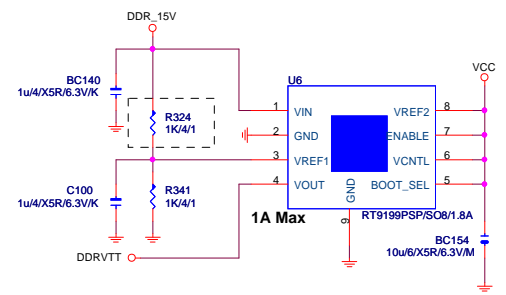 DDR_15V
VCC
BC140
1u/4/X5R/6.3V/K
U6
R324
1K/4/1
1
VIN
VREF2
8
2
GND
ENABLE
7
3
VREF1
VCNTL
6
4
VOUT
BOOT_SEL
5
GND
9
C100
1u/4/X5R/6.3V/K
R341
1K/4/1
1A Max
RT9199PSP/SO8/1.8A
DDRVTT
BC154
10u/6/X5R/6.3V/M